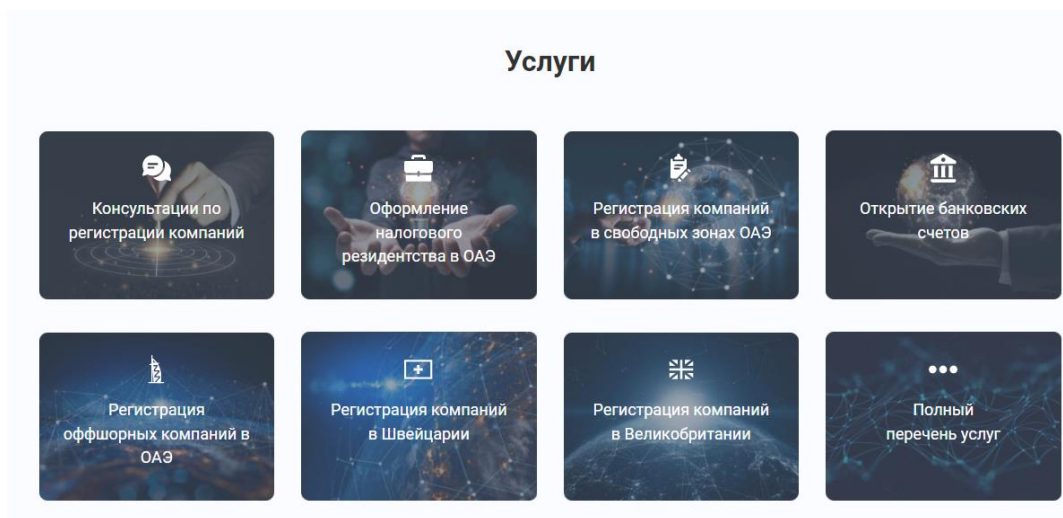 Услуги
Консультации по
регистрации компаний
Оформление
налогового
резидентства в ОАЭ
Регистрация компаний
в свободных зонах ОАЭ
Открытие банковских
счетов
Регистрация
оффшорных компаний в
ОАЭ
Регистрация компаний
в Швейцарии
Регистрация компаний
в Великобритании
Полный
перечень услуг